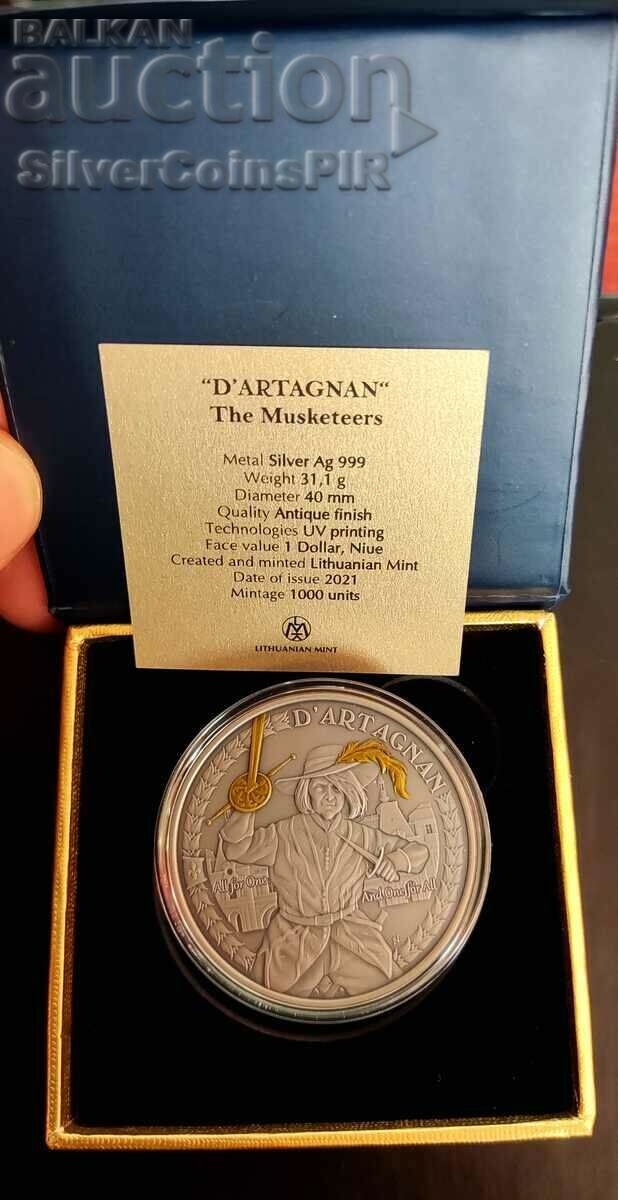 BALKAN
auction
SilverCoinsPIR
"D'ARTAGNAN"
The Musketeers
Metal Silver Ag 999
Weight 31,1 g
Diameter 40 mm
Quality Antique finish
Technologies UV printing
Face value 1 Dollar, Niue
Created and minted Lithuanian Mint
Date of issue 2021
Mintage 1000 units
LITHUANIAN MINT
D'ARTAGNAN
All for One
And One for All